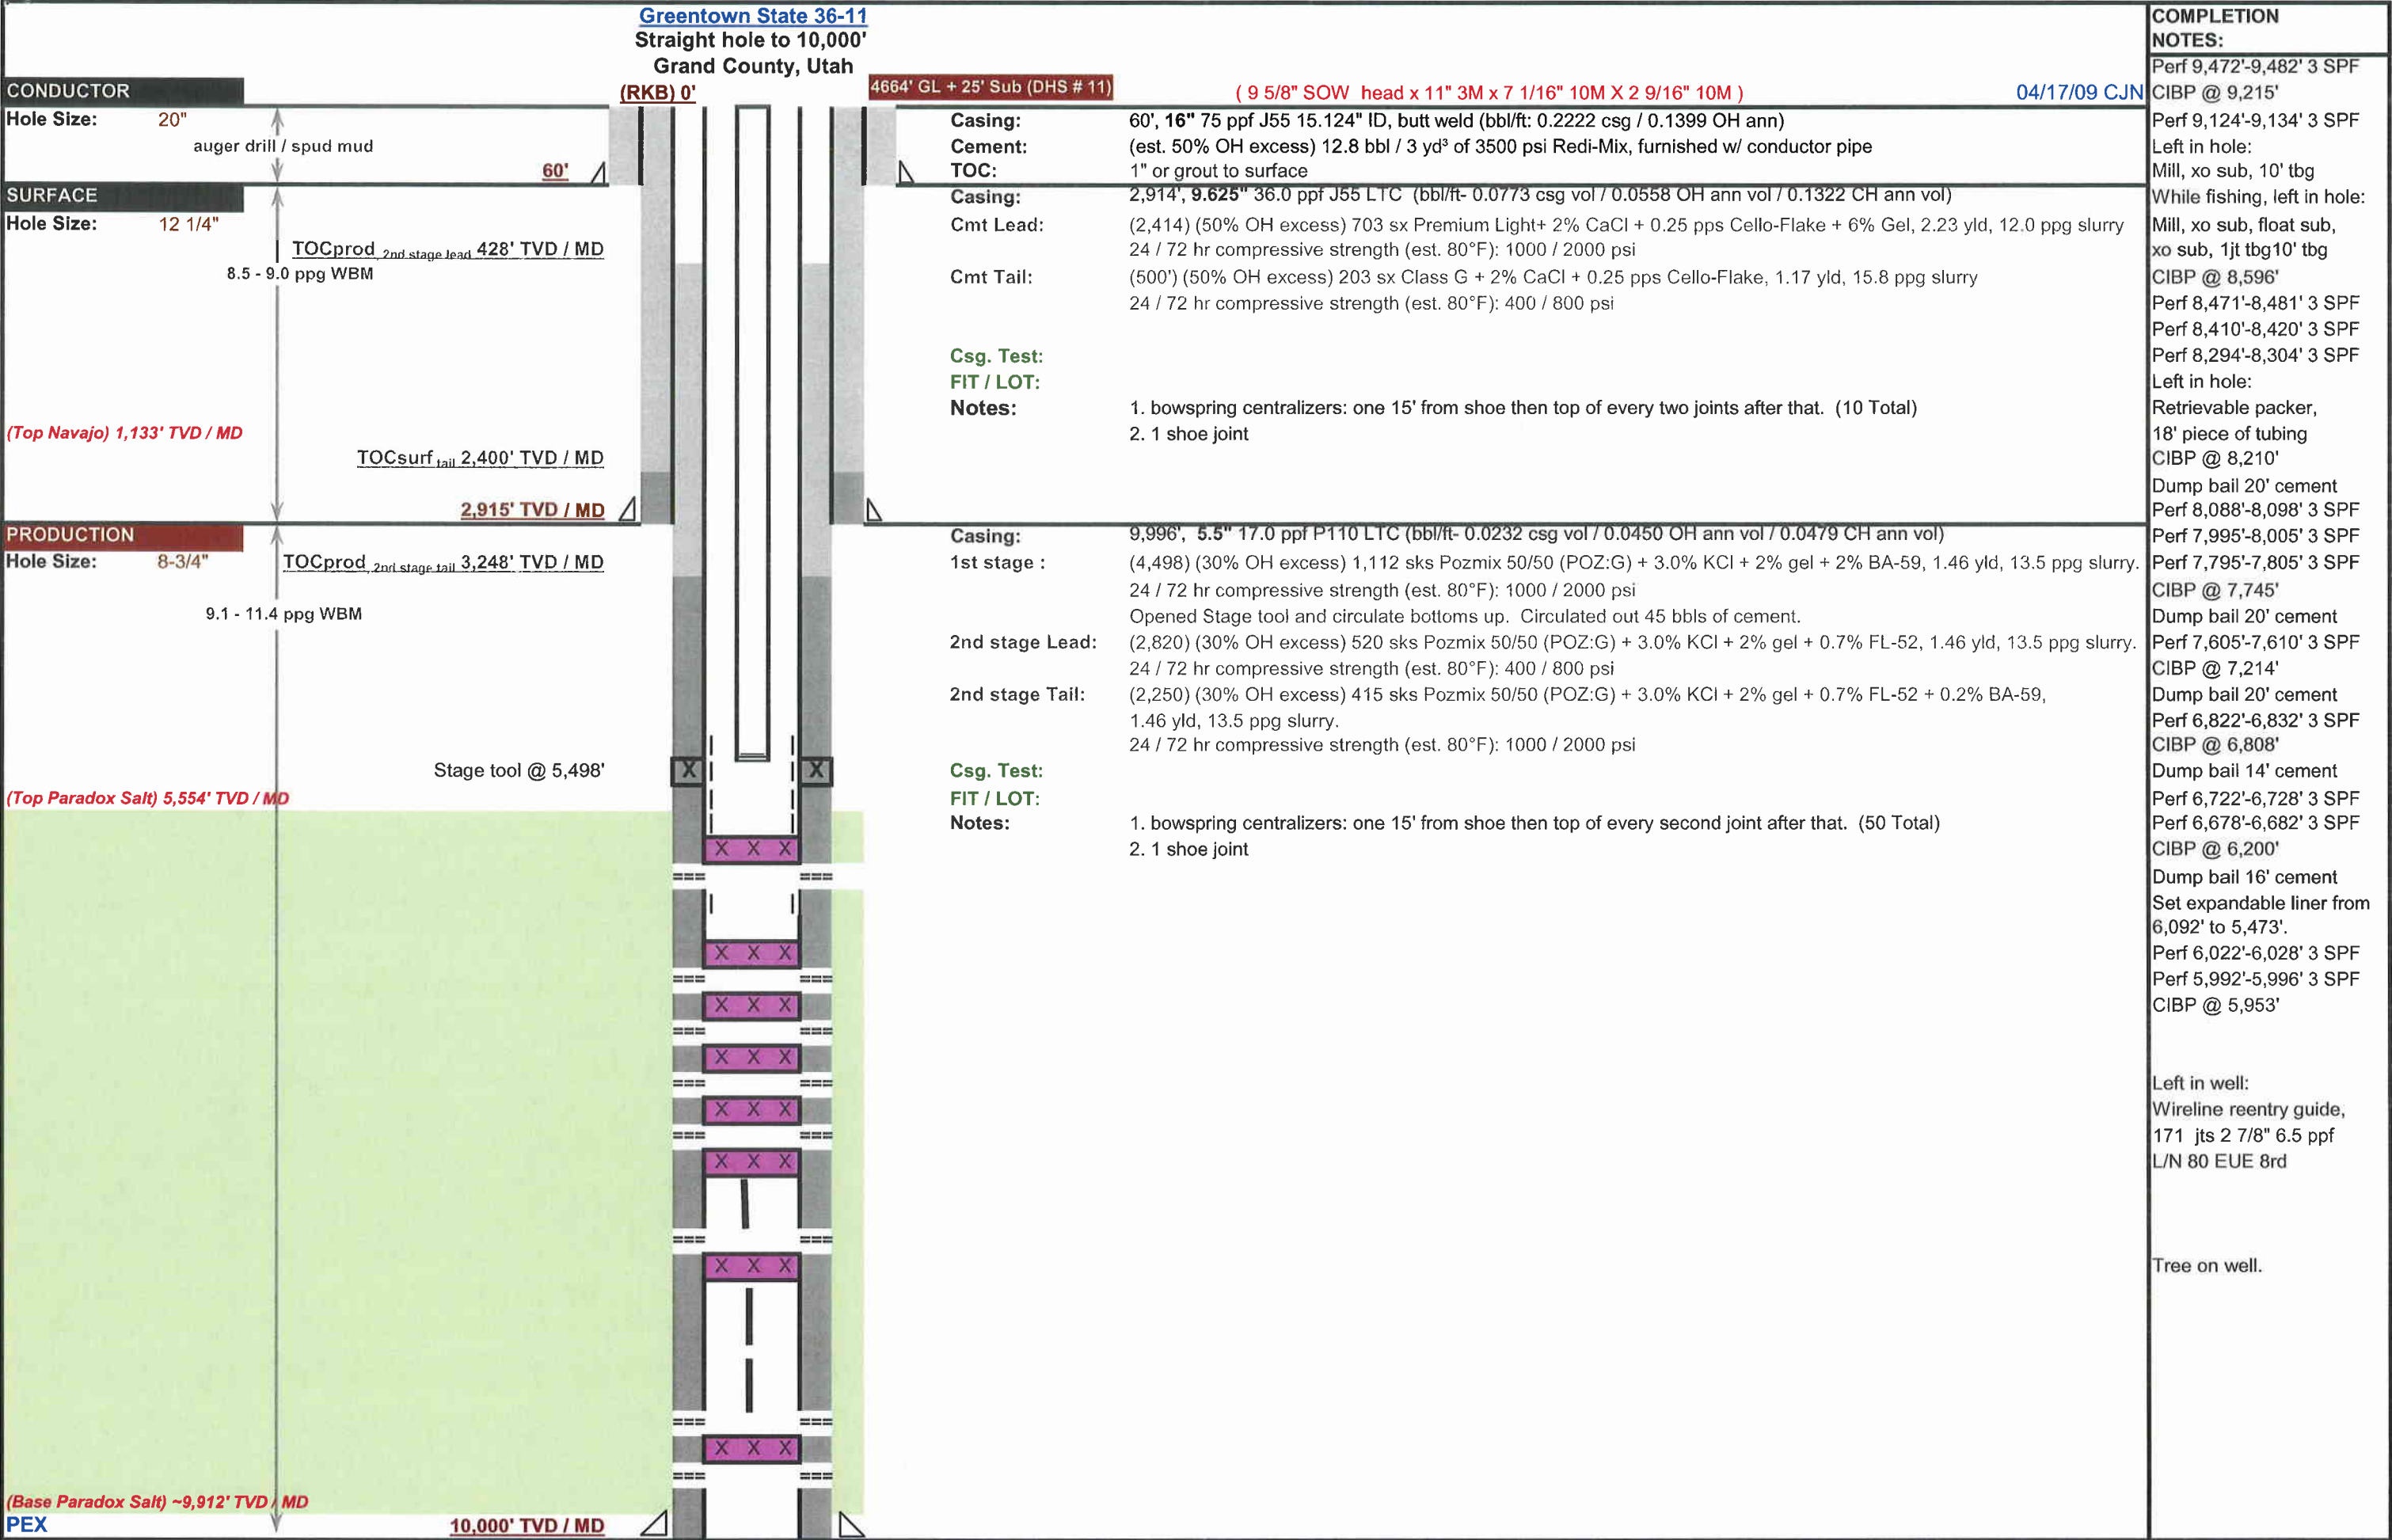 Greentown State 36-11
Straight hole to 10,000'
Grand County, Utah
(RKB) 0'
4664' GL + 25' Sub (DHS # 11)
( 9 5/8" SOW head x 11" 3M x 7 1/16" 10M X 2 9/16" 10M )
04/17/09 CJN
CONDUCTOR
Hole Size: 20"
auger drill / spud mud
60'
Casing: 60', 16" 75 ppf J55 15.124" ID, butt weld (bbl/ft: 0.2222 csg / 0.1399 OH ann)
Cement: (est. 50% OH excess) 12.8 bbl / 3 yd³ of 3500 psi Redi-Mix, furnished w/ conductor pipe
TOC: 1" or grout to surface
SURFACE
Hole Size: 12 1/4"
TOCprod 2nd stage lead 428' TVD / MD
8.5 - 9.0 ppg WBM
(Top Navajo) 1,133' TVD / MD
TOCsurf tail 2,400' TVD / MD
2,915' TVD / MD
Casing: 2,914', 9.625" 36.0 ppf J55 LTC (bbl/ft- 0.0773 csg vol / 0.0558 OH ann vol / 0.1322 CH ann vol)
Cmt Lead: (2,414) (50% OH excess) 703 sx Premium Light+ 2% CaCl + 0.25 pps Cello-Flake + 6% Gel, 2.23 yld, 12.0 ppg slurry
24 / 72 hr compressive strength (est. 80°F): 1000 / 2000 psi
Cmt Tail: (500') (50% OH excess) 203 sx Class G + 2% CaCl + 0.25 pps Cello-Flake, 1.17 yld, 15.8 ppg slurry
24 / 72 hr compressive strength (est. 80°F): 400 / 800 psi
Csg. Test:
FIT / LOT:
Notes: 1. bowspring centralizers: one 15' from shoe then top of every two joints after that. (10 Total)
2. 1 shoe joint
PRODUCTION
Hole Size: 8-3/4"
TOCprod 2nd stage tail 3,248' TVD / MD
9.1 - 11.4 ppg WBM
Stage tool @ 5,498'
(Top Paradox Salt) 5,554' TVD / MD
Casing: 9,996', 5.5" 17.0 ppf P110 LTC (bbl/ft- 0.0232 csg vol / 0.0450 OH ann vol / 0.0479 CH ann vol)
1st stage : (4,498) (30% OH excess) 1,112 sks Pozmix 50/50 (POZ:G) + 3.0% KCl + 2% gel + 2% BA-59, 1.46 yld, 13.5 ppg slurry.
24 / 72 hr compressive strength (est. 80°F): 1000 / 2000 psi
Opened Stage tool and circulate bottoms up. Circulated out 45 bbls of cement.
2nd stage Lead: (2,820) (30% OH excess) 520 sks Pozmix 50/50 (POZ:G) + 3.0% KCl + 2% gel + 0.7% FL-52, 1.46 yld, 13.5 ppg slurry.
24 / 72 hr compressive strength (est. 80°F): 400 / 800 psi
2nd stage Tail: (2,250) (30% OH excess) 415 sks Pozmix 50/50 (POZ:G) + 3.0% KCl + 2% gel + 0.7% FL-52 + 0.2% BA-59,
1.46 yld, 13.5 ppg slurry.
24 / 72 hr compressive strength (est. 80°F): 1000 / 2000 psi
Csg. Test:
FIT / LOT:
Notes: 1. bowspring centralizers: one 15' from shoe then top of every second joint after that. (50 Total)
2. 1 shoe joint
X X
X X X
X X X
X X X
X X X
X X X
X X X
X X X
X X X
(Base Paradox Salt) ~9,912' TVD / MD
PEX
10,000' TVD / MD
COMPLETION
NOTES:
Perf 9,472'-9,482' 3 SPF
CIBP @ 9,215'
Perf 9,124'-9,134' 3 SPF
Left in hole:
Mill, xo sub, 10' tbg
While fishing, left in hole:
Mill, xo sub, float sub,
xo sub, 1jt tbg10' tbg
CIBP @ 8,596'
Perf 8,471'-8,481' 3 SPF
Perf 8,410'-8,420' 3 SPF
Perf 8,294'-8,304' 3 SPF
Left in hole:
Retrievable packer,
18' piece of tubing
CIBP @ 8,210'
Dump bail 20' cement
Perf 8,088'-8,098' 3 SPF
Perf 7,995'-8,005' 3 SPF
Perf 7,795'-7,805' 3 SPF
CIBP @ 7,745'
Dump bail 20' cement
Perf 7,605'-7,610' 3 SPF
CIBP @ 7,214'
Dump bail 20' cement
Perf 6,822'-6,832' 3 SPF
CIBP @ 6,808'
Dump bail 14' cement
Perf 6,722'-6,728' 3 SPF
Perf 6,678'-6,682' 3 SPF
CIBP @ 6,200'
Dump bail 16' cement
Set expandable liner from
6,092' to 5,473'.
Perf 6,022'-6,028' 3 SPF
Perf 5,992'-5,996' 3 SPF
CIBP @ 5,953'
Left in well:
Wireline reentry guide,
171 jts 2 7/8" 6.5 ppf
L/N 80 EUE 8rd
Tree on well.